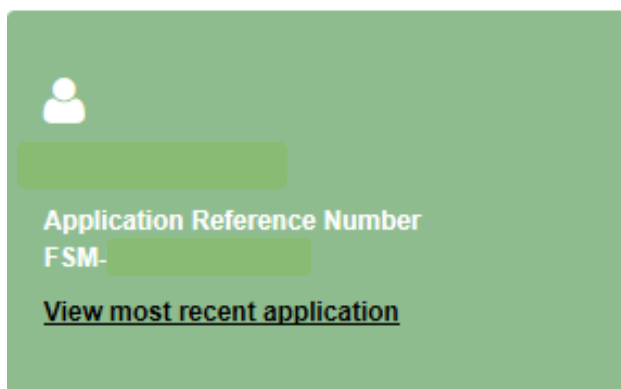 Application Reference Number
FSM-
View most recent application